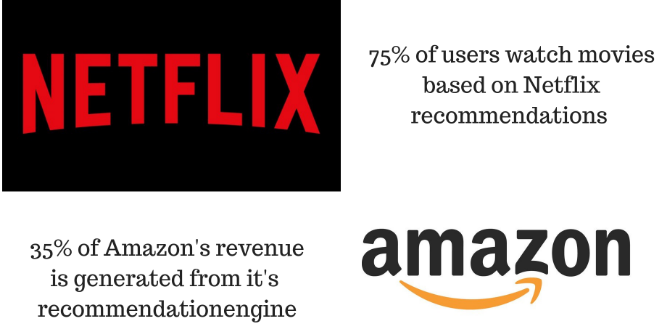 NETFLIX
75% of users watch movies
based on Netflix
recommendations
35% of Amazon's revenue
is generated from it's
recommendationengine
amazon